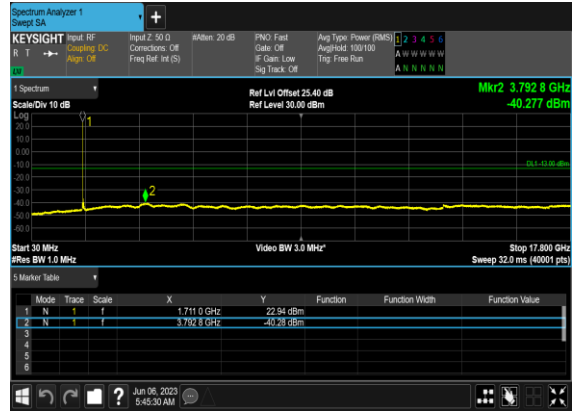 Spectrum Analyzer 1
Swept SA
+
KEYSIGHT Input: RF Input Z: 50 Ω #Atten: 20 dB PNO: Fast Avg Type: Power (RMS) 1 2 3 4 5 6
R T Coupling: DC Corrections: Off Gate: Off Avg|Hold: 100/100 A W W W W W
Align: Off Freq Ref: Int (S) IF Gain: Low Trig: Free Run
Sig Track: Off A N N N N N
1 Spectrum Ref Lvl Offset 25.40 dB Mkr2 3.792 8 GHz
Scale/Div 10 dB Ref Level 30.00 dBm -40.277 dBm
Log
1
20.0
10.0
0.00
-10.0
DL1 -13.00 dBm
-20.0
-30.0
2
-40.0
-50.0
-60.0
Start 30 MHz Video BW 3.0 MHz* Stop 17.800 GHz
#Res BW 1.0 MHz Sweep 32.0 ms (40001 pts)
5 Marker Table
Mode Trace Scale X Y Function Function Width Function Value
1 N 1 f 1.711 0 GHz 22.94 dBm
2 N 1 f 3.792 8 GHz -40.28 dBm
3
4
5
6
? Jun 06, 2023
5:45:30 AM